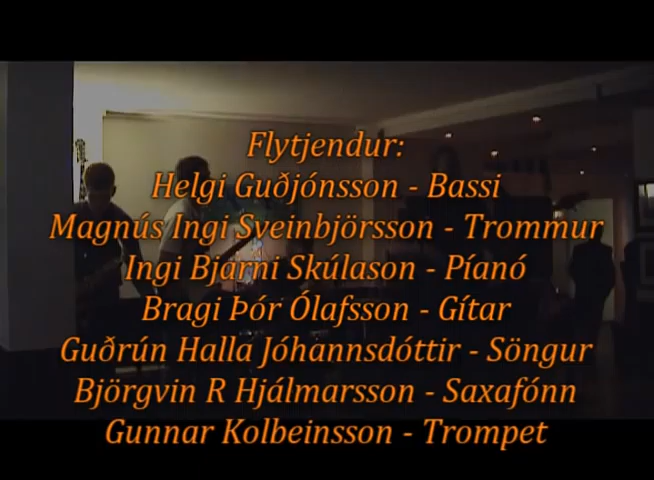 Flytjendur:
Helgi Guðjónsson - Bassi
Magnús Ingi Sveinbjörsson - Trommur
Ingi Bjarni Skúlason - Píanó
Bragi Þór Ólafsson - Gítar
Guðrún Halla Jóhannsdóttir - Söngur
Björgvin R Hjálmarsson - Saxafónn
Gunnar Kolbeinsson - Trompet